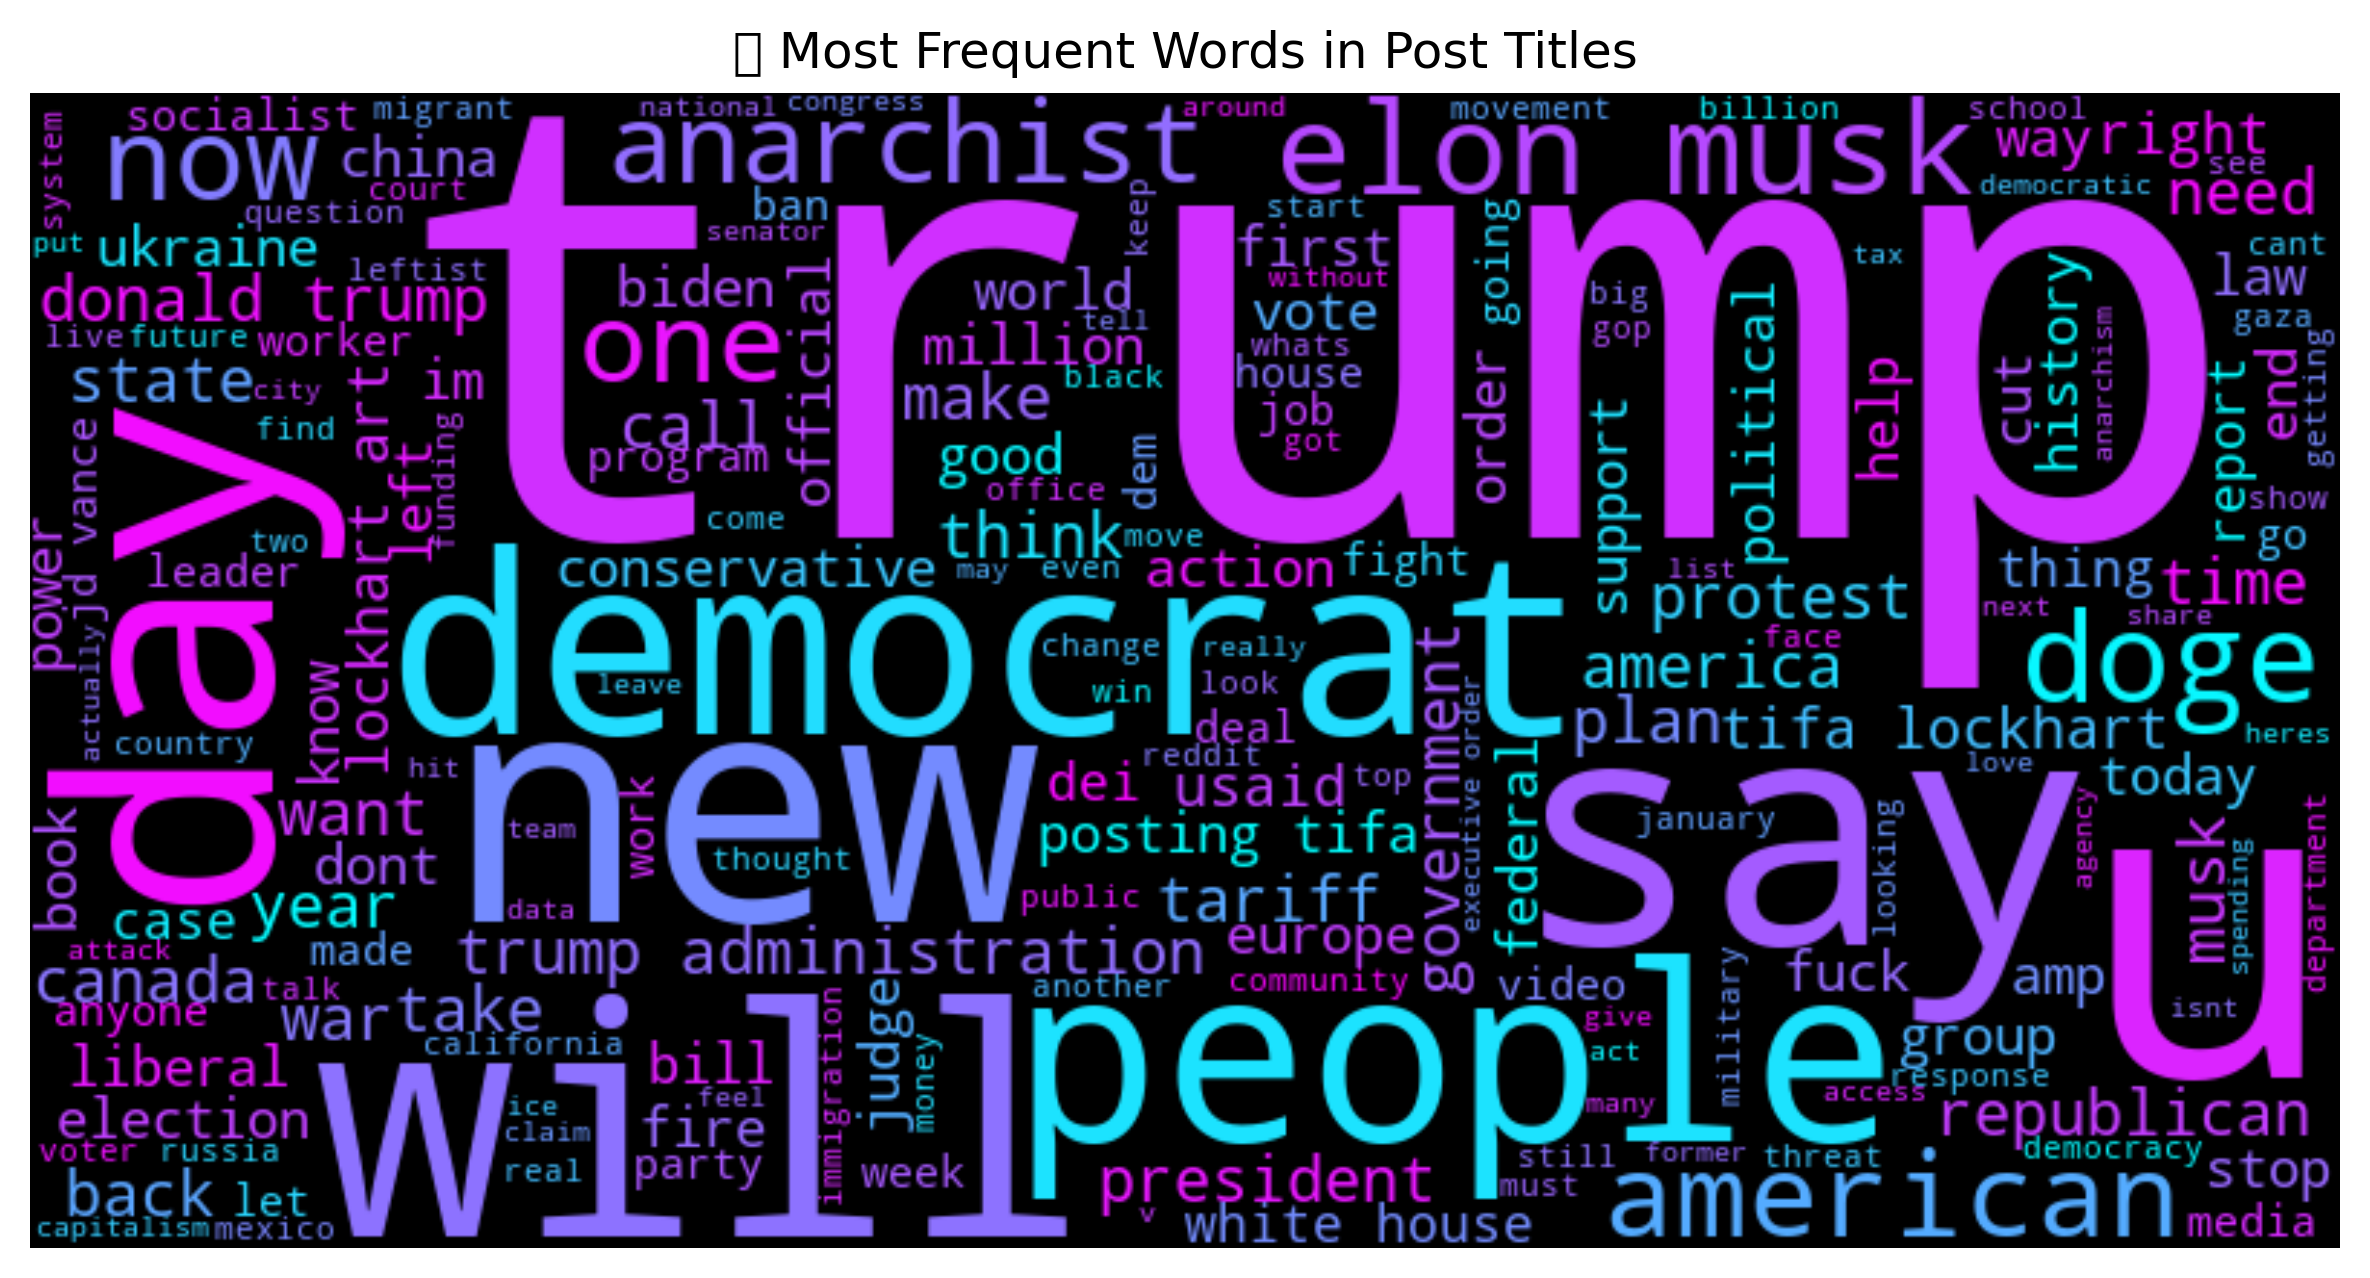 Most Frequent Words in Post Titles
system
socialist
migrant
national
congress
around
movement
billion
school
now
china
anarchist
elon musk
way
right
see
court
question
ban
senator
keep
start
democratic
need
put
ukraine
leftist
first
going
tax
cant
donald trump
biden
official
world
without
big
law
live
future
worker
one
tell
vote
gop
political
history
gaza
state
city
im
trump
million
black
whats
house
cut
anarchism
report
end
getting
find
call
make
job
order
help
program
good
got
support
left
funding
lockhart art
office
dem
show
jd vance
day
two
come
think
move
go
power
leader
conservative
may
even
action
fight
list
thing
time
protest
next
share
actually
know
democrat
change
really
face
leave
win
look
america
doge
country
deal
government
plan
tifa lockhart
heres
hit
new
reddit
executive order
federal
love
today
book
want
work
dei
usaid
top
say
january
dont
team
thought
posting tifa
looking
agency
musk
spending
department
case
year
data
public
tariff
u
attack
made
trump administration
europe
canada
talk
community
video
fuck
amp
anyone
war
take
another
military
isnt
will
people
give
group
california
immigration
judge
money
act
response
liberal
bill
access
election
ice
feel
many
republican
claim
fire
voter
russia
real
party
week
president
still
former
threat
democracy
stop
back
let
must
american
capitalism
mexico
v
white house
media